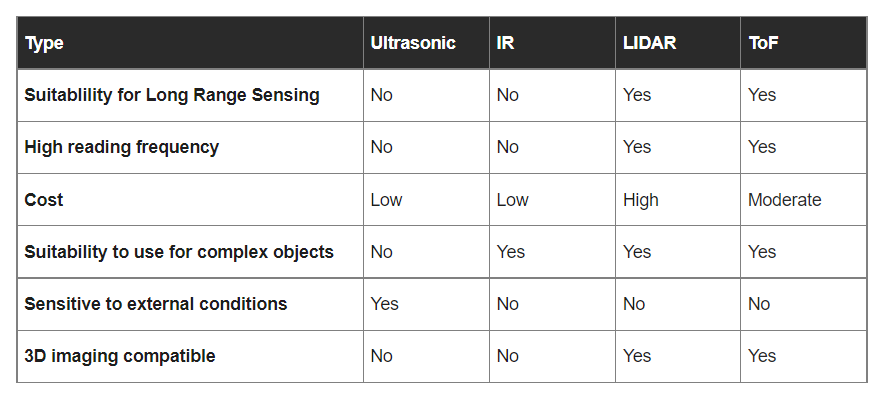 Type Ultrasonic IR LIDAR ToF
Suitablility for Long Range Sensing No No Yes Yes
High reading frequency No No Yes Yes
Cost Low Low High Moderate
Suitability to use for complex objects No Yes Yes Yes
Sensitive to external conditions Yes No No No
3D imaging compatible No No Yes Yes